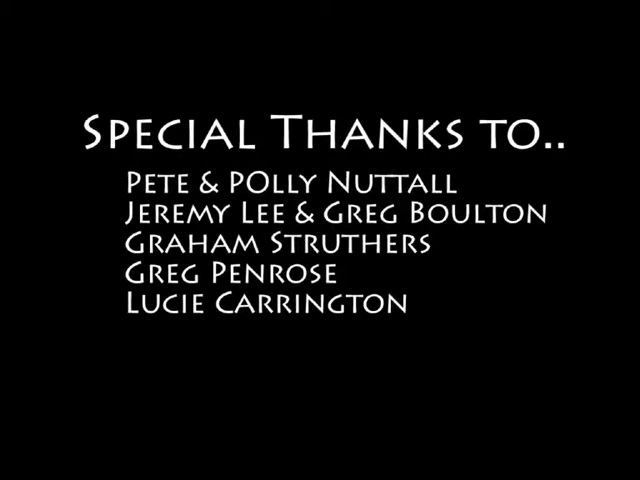 Special Thanks to..
Pete & POlly Nuttall
Jeremy Lee & Greg Boulton
Graham Struthers
Greg Penrose
Lucie Carrington